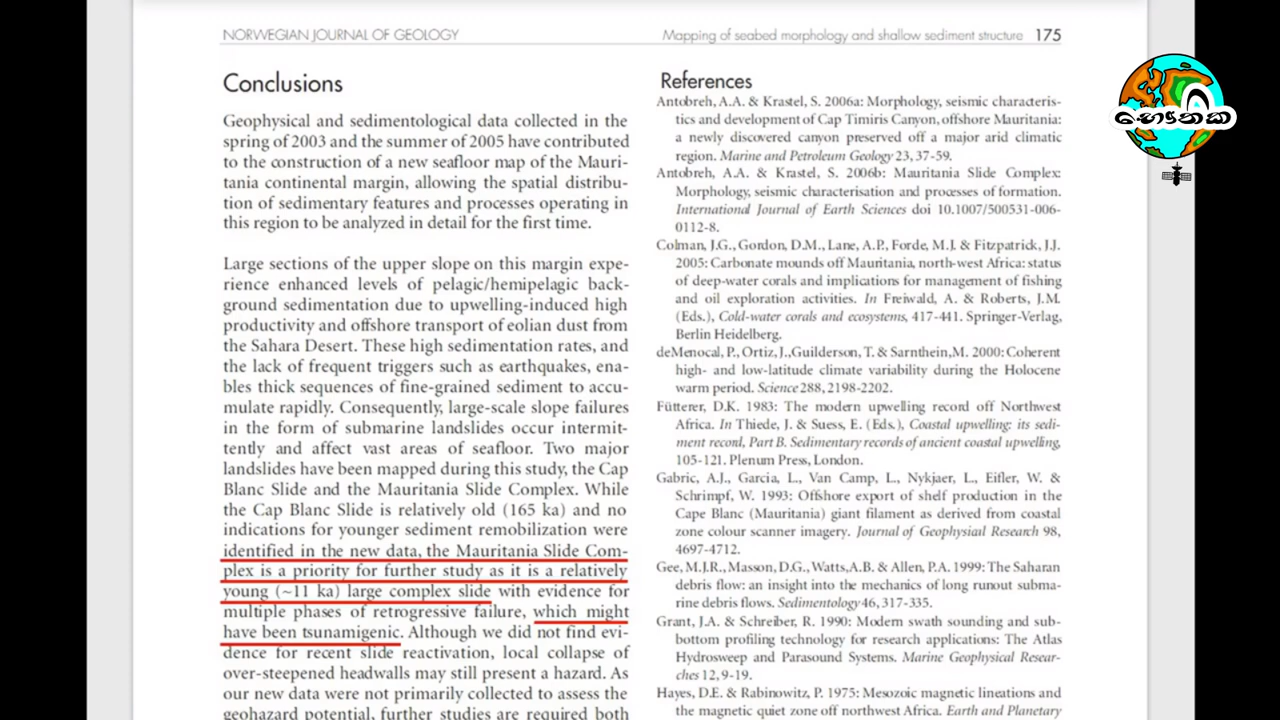 NORWEGIAN JOURNAL OF GEOLOGY
Mapping of seabed morphology and shallow sediment structure 175
Conclusions
Geophysical and sedimentological data collected in the
spring of 2003 and the summer of 2005 have contributed
to the construction of a new seafloor map of the Mauri-
tania continental margin, allowing the spatial distribu-
tion of sedimentary features and processes operating in
this region to be analyzed in detail for the first time.
Large sections of the upper slope on this margin expe-
rience enhanced levels of pelagic/hemipelagic back-
ground sedimentation due to upwelling-induced high
productivity and offshore transport of eolian dust from
the Sahara Desert. These high sedimentation rates, and
the lack of frequent triggers such as earthquakes, ena-
bles thick sequences of fine-grained sediment to accu-
mulate rapidly. Consequently, large-scale slope failures
in the form of submarine landslides occur intermit-
tently and affect vast areas of seafloor. Two major
landslides have been mapped during this study, the Cap
Blanc Slide and the Mauritania Slide Complex. While
the Cap Blanc Slide is relatively old (165 ka) and no
indications for younger sediment remobilization were
identified in the new data, the Mauritania Slide Com-
plex is a priority for further study as it is a relatively
young (~11 ka) large complex slide with evidence for
multiple phases of retrogressive failure, which might
have been tsunamigenic. Although we did not find evi-
dence for recent slide reactivation, local collapse of
over-steepened headwalls may still present a hazard. As
our new data were not primarily collected to assess the
geohazard potential, further studies are required both
References
Antobreh, A.A. & Krastel, S. 2006a: Morphology, seismic characteris-
tics and development of Cap Timiris Canyon, offshore Mauritania:
a newly discovered canyon preserved off a major arid climatic
region. Marine and Petroleum Geology 23, 37-59.
Antobreh, A.A. & Krastel, S. 2006b: Mauritania Slide Complex:
Morphology, seismic characterisation and processes of formation.
International Journal of Earth Sciences doi 10.1007/500531-006-
0112-8.
Colman, J.G., Gordon, D.M., Lane, A.P., Forde, M.J. & Fitzpatrick, J.J.
2005: Carbonate mounds off Mauritania, north-west Africa: status
of deep-water corals and implications for management of fishing
and oil exploration activities. In Freiwald, A. & Roberts, J.M.
(Eds.), Cold-water corals and ecosystems, 417-441. Springer-Verlag,
Berlin Heidelberg.
deMenocal, P., Ortiz, J.,Guilderson, T. & Sarnthein,M. 2000: Coherent
high- and low-latitude climate variability during the Holocene
warm period. Science 288, 2198-2202.
Fütterer, D.K. 1983: The modern upwelling record off Northwest
Africa. In Thiede, J. & Suess, E. (Eds.), Coastal upwelling: its sedi-
ment record, Part B. Sedimentary records of ancient coastal upwelling,
105-121. Plenum Press, London.
Gabric, A.J., Garcia, L., Van Camp, L., Nykjaer, L., Eifler, W. &
Schrimpf, W. 1993: Offshore export of shelf production in the
Cape Blanc (Mauritania) giant filament as derived from coastal
zone colour scanner imagery. Journal of Geophysial Research 98,
4697-4712.
Gee, M.J.R., Masson, D.G., Watts,A.B. & Allen, P.A. 1999: The Saharan
debris flow: an insight into the mechanics of long runout subma-
rine debris flows. Sedimentology 46, 317-335.
Grant, J.A. & Schreiber, R. 1990: Modern swath sounding and sub-
bottom profiling technology for research applications: The Atlas
Hydrosweep and Parasound Systems. Marine Geophysical Resear-
ches 12, 9-19.
Hayes, D.E. & Rabinowitz, P. 1975: Mesozoic magnetic lineations and
the magnetic quiet zone off northwest Africa. Earth and Planetary
භෞතික